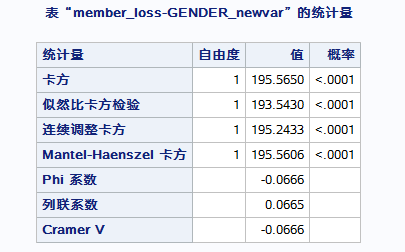 表“member_loss-GENDER_newvar”的统计量
统计量 自由度 值 概率
卡方 1 195.5650 <.0001
似然比卡方检验 1 193.5430 <.0001
连续调整卡方 1 195.2433 <.0001
Mantel-Haenszel 卡方 1 195.5606 <.0001
Phi 系数 -0.0666
列联系数 0.0665
Cramer V -0.0666